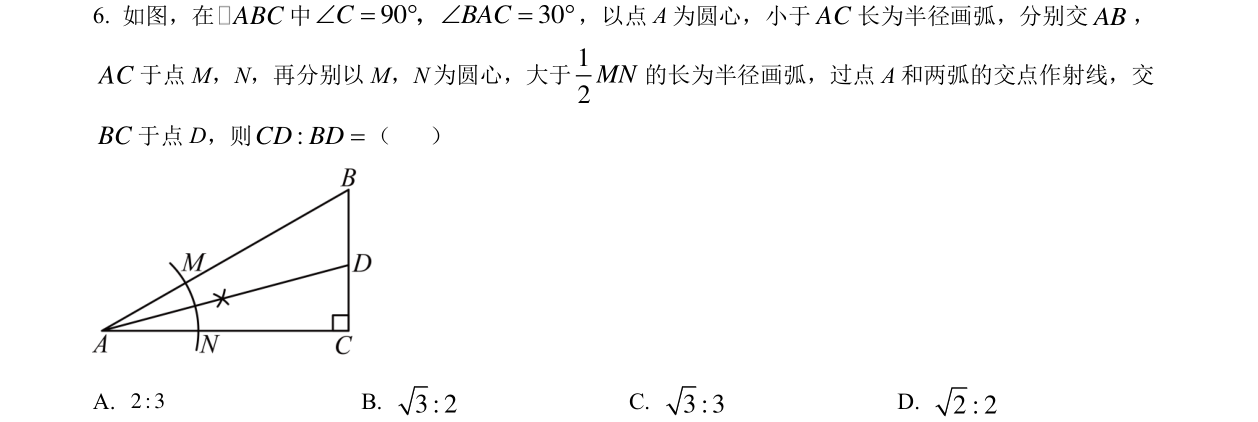 6. 如图，在□ABC 中∠C = 90°，∠BAC = 30°，以点 A 为圆心，小于 AC 长为半径画弧，分别交 AB，
AC 于点 M，N，再分别以 M，N 为圆心，大于 1/2 MN 的长为半径画弧，过点 A 和两弧的交点作射线，交
BC 于点 D，则 CD : BD =（　　）
B
M
D
A
N
C
A. 2 : 3　B. √3 : 2　C. √3 : 3　D. √2 : 2